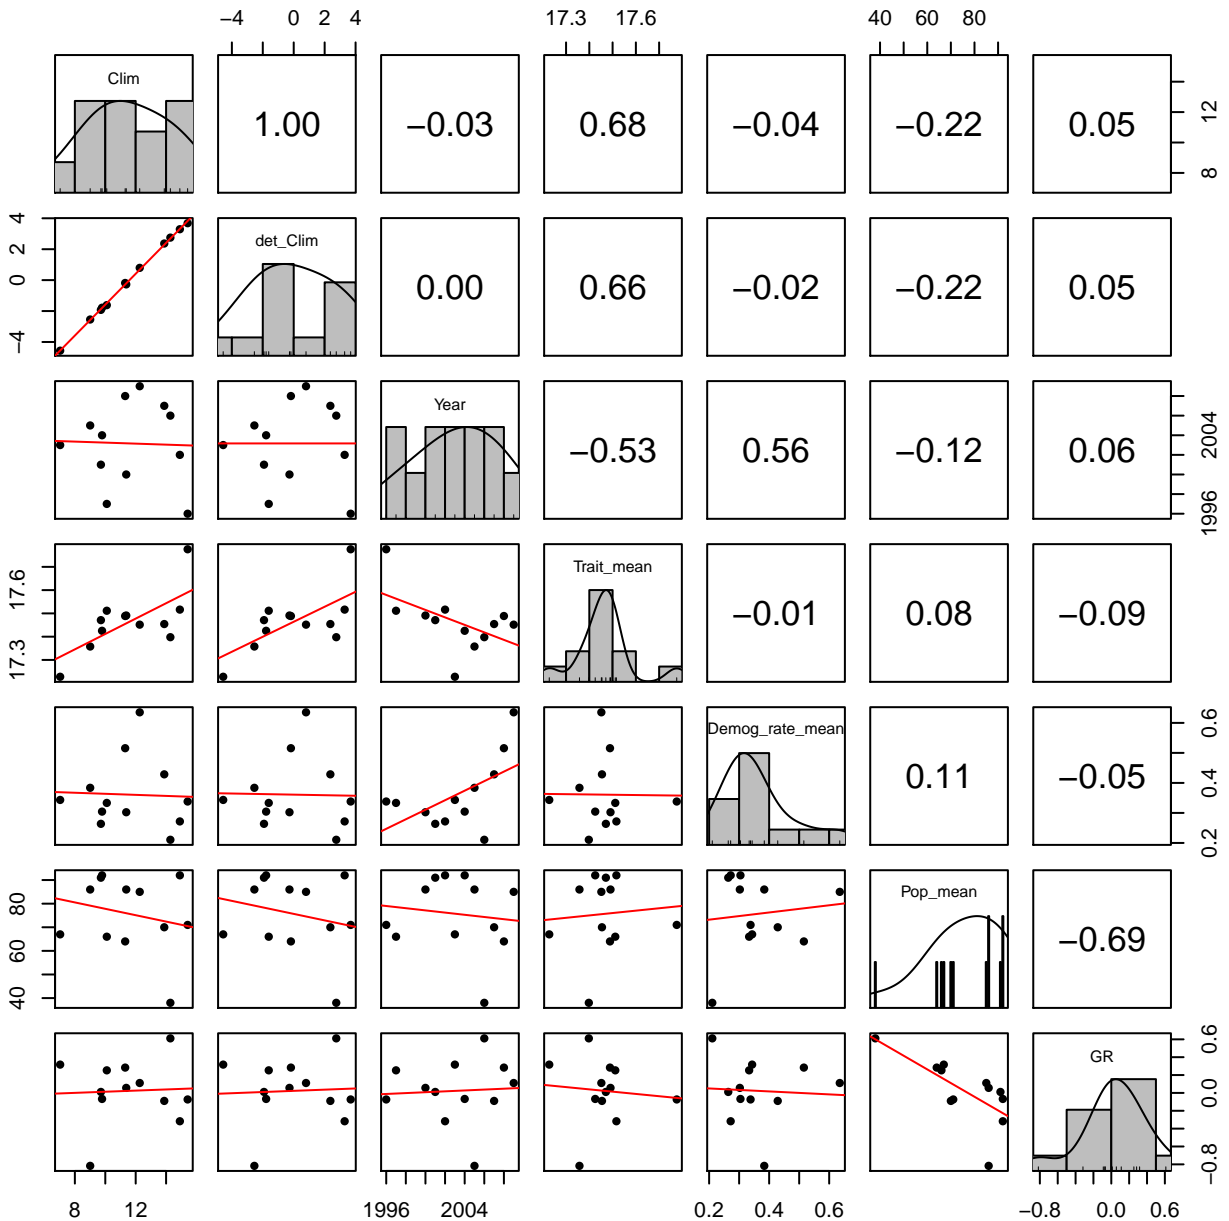 −4 0 2 4 17.3 17.6 40 60 80
Clim 1.00 −0.03 0.68 −0.04 −0.22 0.05 8 12
−4 0 2 4 det_Clim 0.00 0.66 −0.02 −0.22 0.05
Year −0.53 0.56 −0.12 0.06 1996 2004
17.3 17.6 Trait_mean −0.01 0.08 −0.09
Demog_rate_mean 0.11 −0.05 0.2 0.4 0.6
40 60 80 Pop_mean −0.69
GR −0.8 0.0 0.6
8 12 1996 2004 0.2 0.4 0.6 −0.8 0.0 0.6